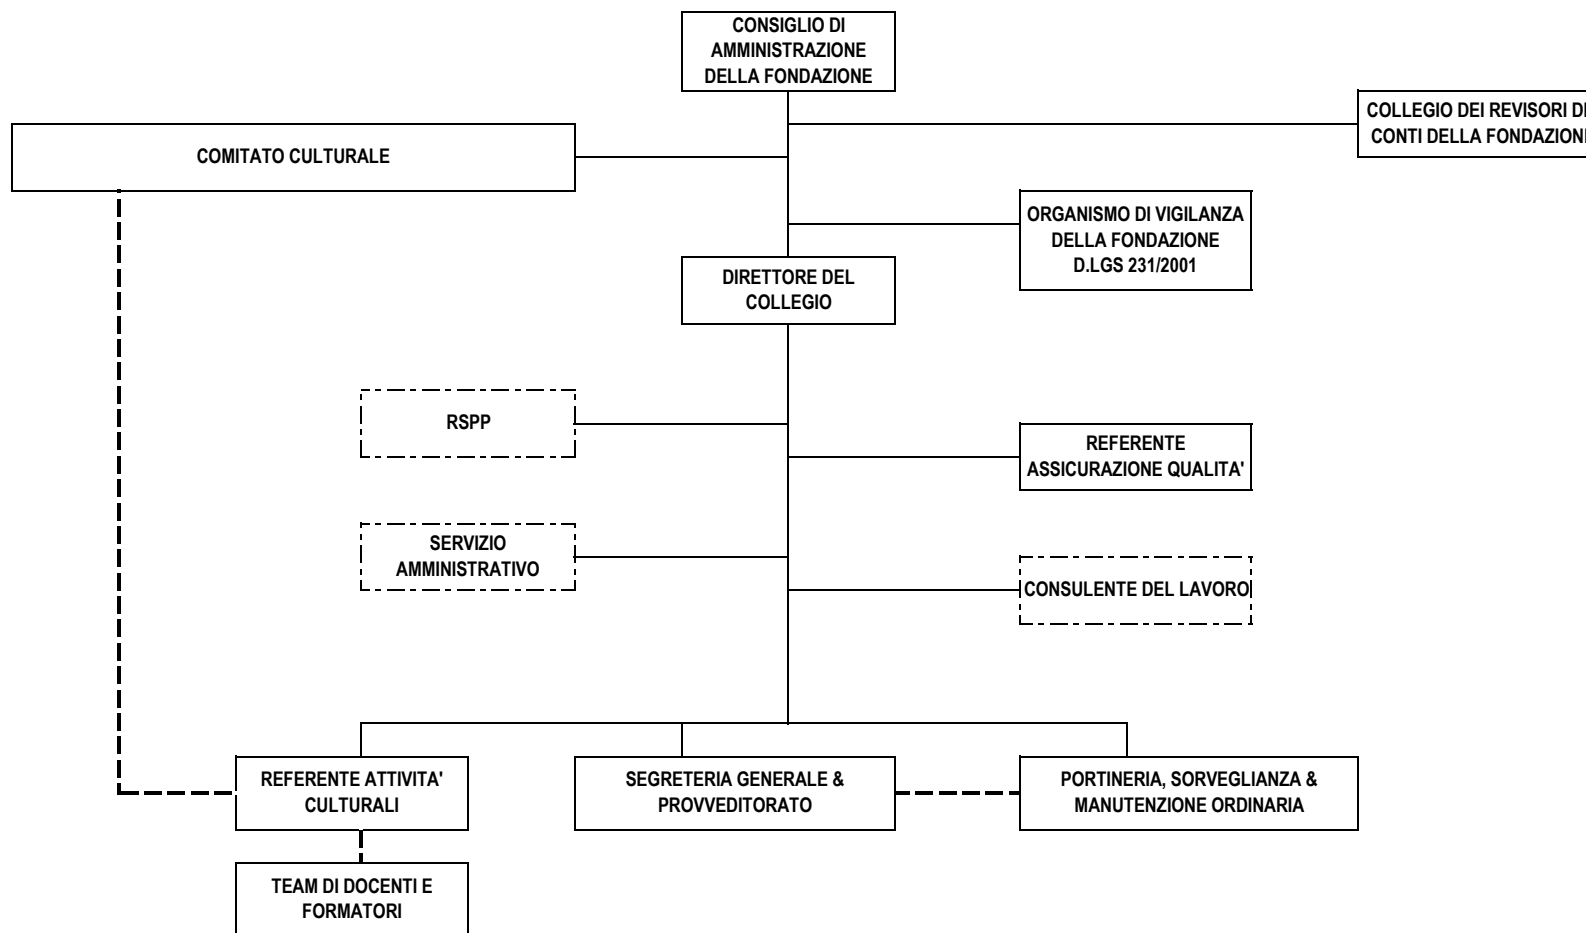 CONSIGLIO DI
AMMINISTRAZIONE
DELLA FONDAZIONE
COLLEGIO DEI REVISORI
CONTI DELLA
COMITATO CULTURALE
ORGANISMO DI VIGILANZA
DELLA FONDAZIONE
D.LGS 231/2001
DIRETTORE DEL
COLLEGIO
RSPP
REFERENTE
ASSICURAZIONE QUALITA'
SERVIZIO
AMMINISTRATIVO
CONSULENTE DEL LAVORO
REFERENTE ATTIVITA'
CULTURALI
SEGRETERIA GENERALE &
PROVVEDITORATO
PORTINERIA, SORVEGLIANZA &
MANUTENZIONE ORDINARIA
TEAM DI DOCENTI E
FORMATORI